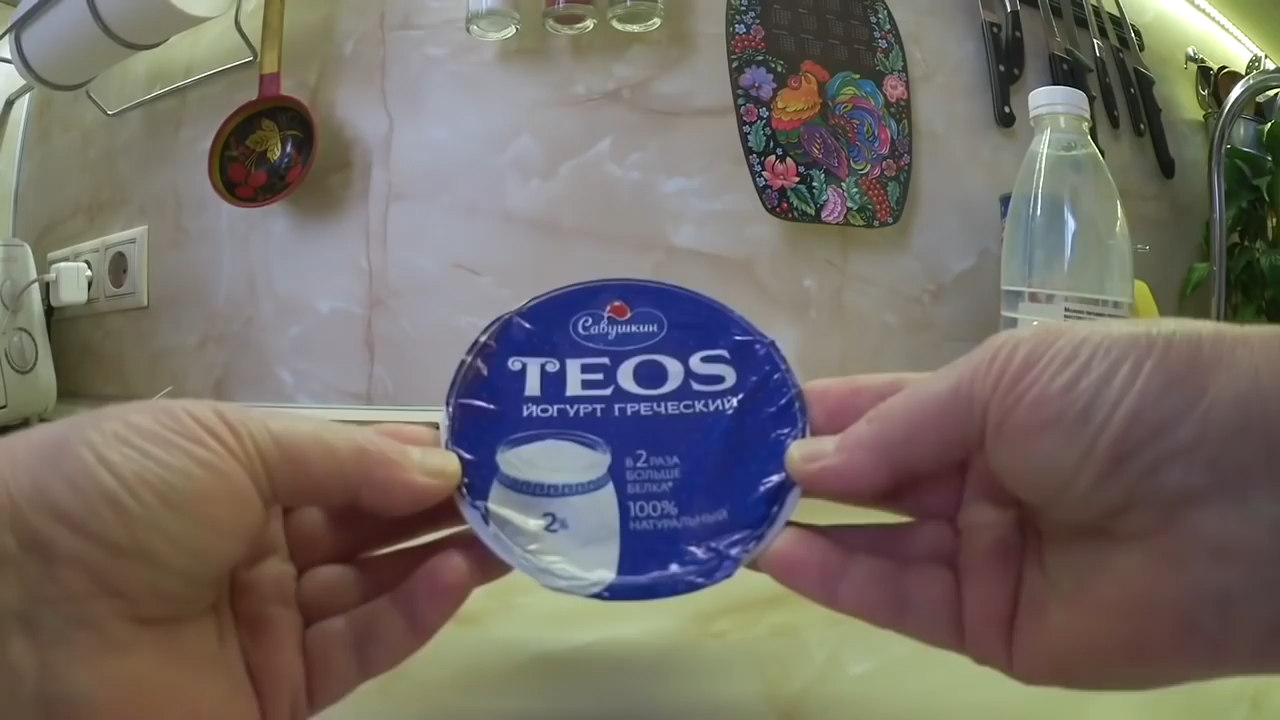 Савушкин
TEOS
ЙОГУРТ ГРЕЧЕСКИЙ
В 2 РАЗА
БОЛЬШЕ
БЕЛКА*
100%
НАТУРАЛЬНЫЙ
2%